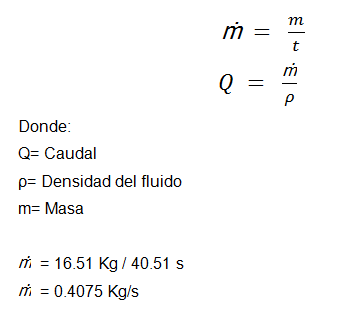 ṁ = m / t
Q = ṁ / ρ
Donde:
Q= Caudal
ρ= Densidad del fluido
m= Masa
ṁ = 16.51 Kg / 40.51 s
ṁ = 0.4075 Kg/s